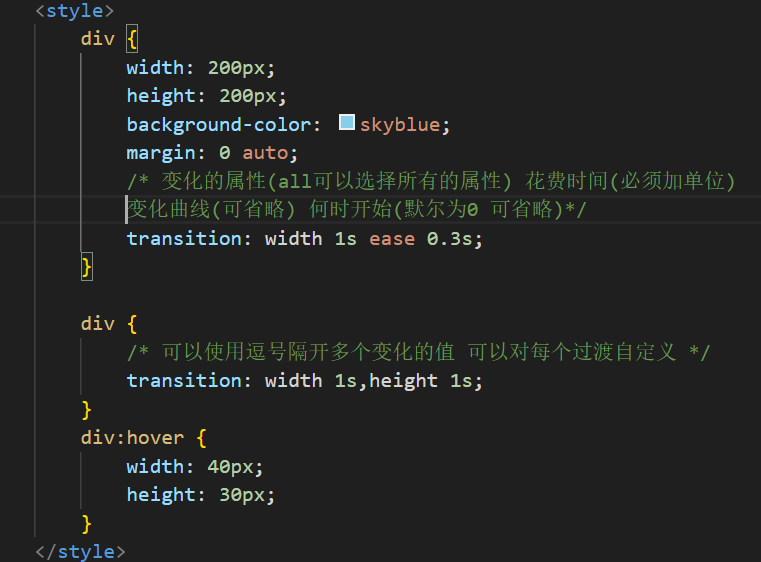 <style>
div {
width: 200px;
height: 200px;
background-color: skyblue;
margin: 0 auto;
/* 变化的属性(all可以选择所有的属性) 花费时间(必须加单位)
变化曲线(可省略) 何时开始(默尔为0 可省略)*/
transition: width 1s ease 0.3s;
}
div {
/* 可以使用逗号隔开多个变化的值 可以对每个过渡自定义 */
transition: width 1s,height 1s;
}
div:hover {
width: 40px;
height: 30px;
}
</style>